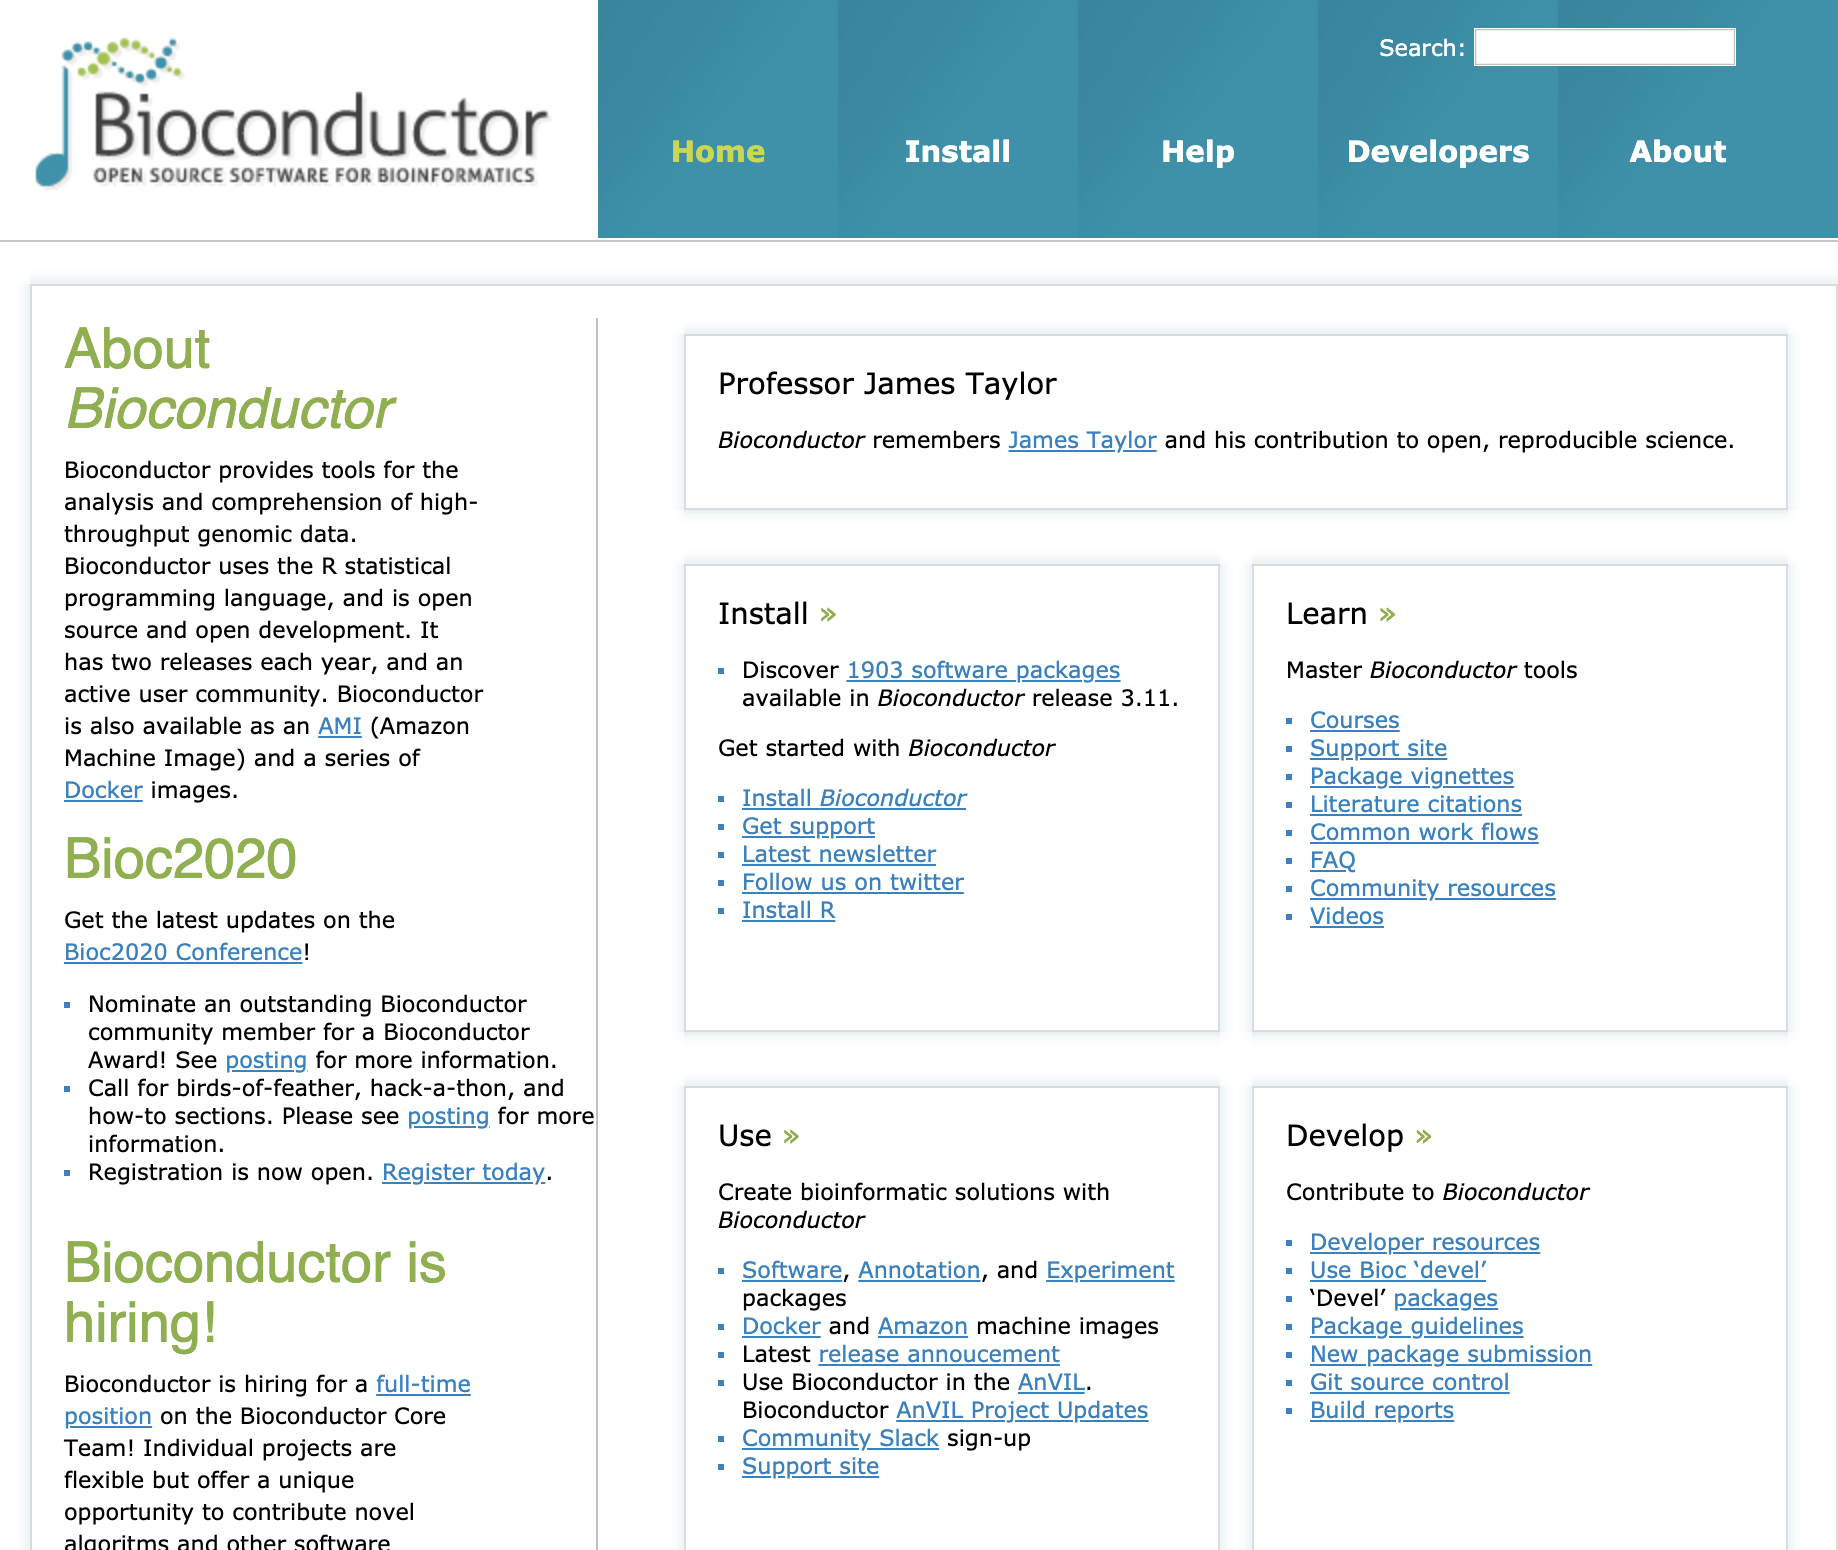 Bioconductor
OPEN SOURCE SOFTWARE FOR BIOINFORMATICS
Search:
Home Install Help Developers About
About
Bioconductor
Bioconductor provides tools for the
analysis and comprehension of high-
throughput genomic data.
Bioconductor uses the R statistical
programming language, and is open
source and open development. It
has two releases each year, and an
active user community. Bioconductor
is also available as an AMI (Amazon
Machine Image) and a series of
Docker images.
Bioc2020
Get the latest updates on the
Bioc2020 Conference!
Nominate an outstanding Bioconductor
community member for a Bioconductor
Award! See posting for more information.
Call for birds-of-feather, hack-a-thon, and
how-to sections. Please see posting for more
information.
Registration is now open. Register today.
Bioconductor is
hiring!
Bioconductor is hiring for a full-time
position on the Bioconductor Core
Team! Individual projects are
flexible but offer a unique
opportunity to contribute novel
algoritms and other software
Professor James Taylor
Bioconductor remembers James Taylor and his contribution to open, reproducible science.
Install »
Discover 1903 software packages
available in Bioconductor release 3.11.
Get started with Bioconductor
Install Bioconductor
Get support
Latest newsletter
Follow us on twitter
Install R
Learn »
Master Bioconductor tools
Courses
Support site
Package vignettes
Literature citations
Common work flows
FAQ
Community resources
Videos
Use »
Create bioinformatic solutions with
Bioconductor
Software, Annotation, and Experiment
packages
Docker and Amazon machine images
Latest release annoucement
Use Bioconductor in the AnVIL.
Bioconductor AnVIL Project Updates
Community Slack sign-up
Support site
Develop »
Contribute to Bioconductor
Developer resources
Use Bioc ‘devel’
‘Devel’ packages
Package guidelines
New package submission
Git source control
Build reports